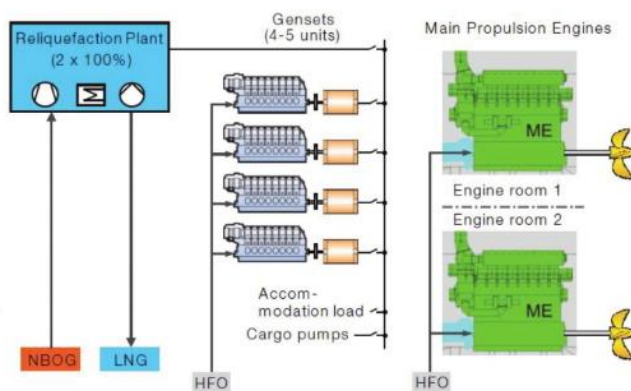 Reliquefaction Plant
(2 x 100%)
Gensets
(4-5 units)
Main Propulsion Engines
ME
Engine room 1
Engine room 2
ME
Accom-
modation load
Cargo pumps
NBOG
LNG
HFO
HFO